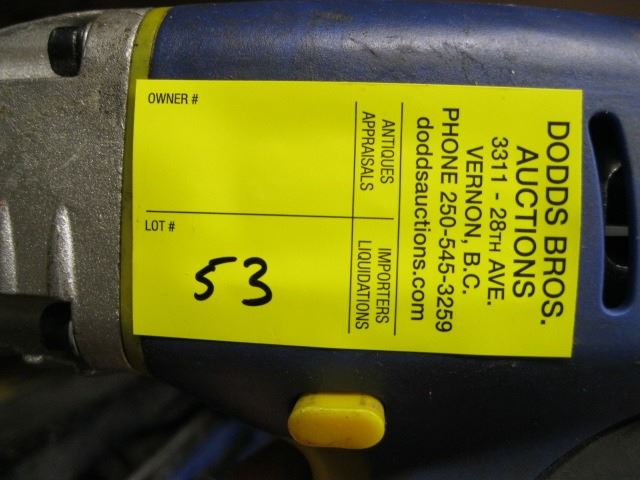 DODDS BROS.
AUCTIONS
3311 - 28TH AVE.
VERNON, B.C.
PHONE 250-545-3259
doddsauctions.com
ANTIQUES
APPRAISALS
IMPORTERS
LIQUIDATIONS
OWNER #
LOT #
53